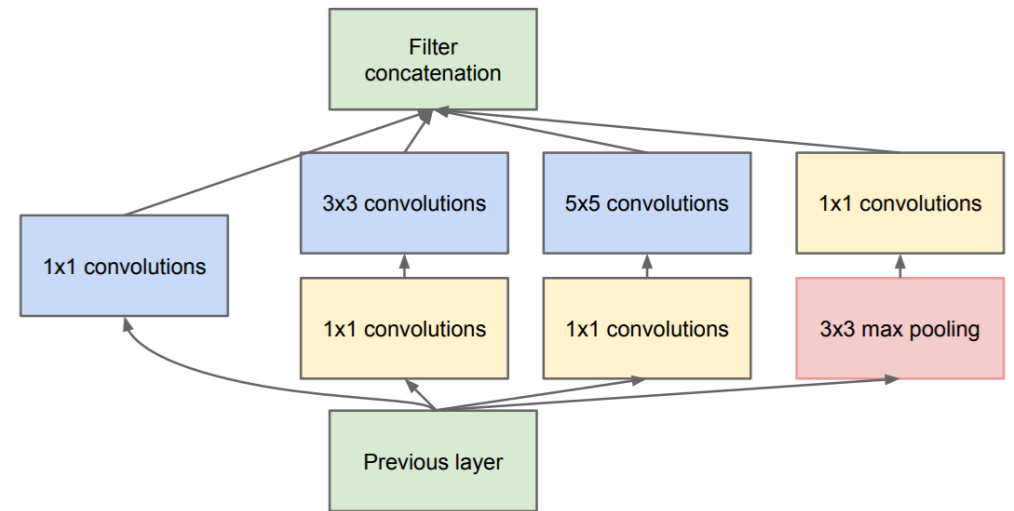 Filter
concatenation
3x3 convolutions
5x5 convolutions
1x1 convolutions
1x1 convolutions
1x1 convolutions
1x1 convolutions
3x3 max pooling
Previous layer